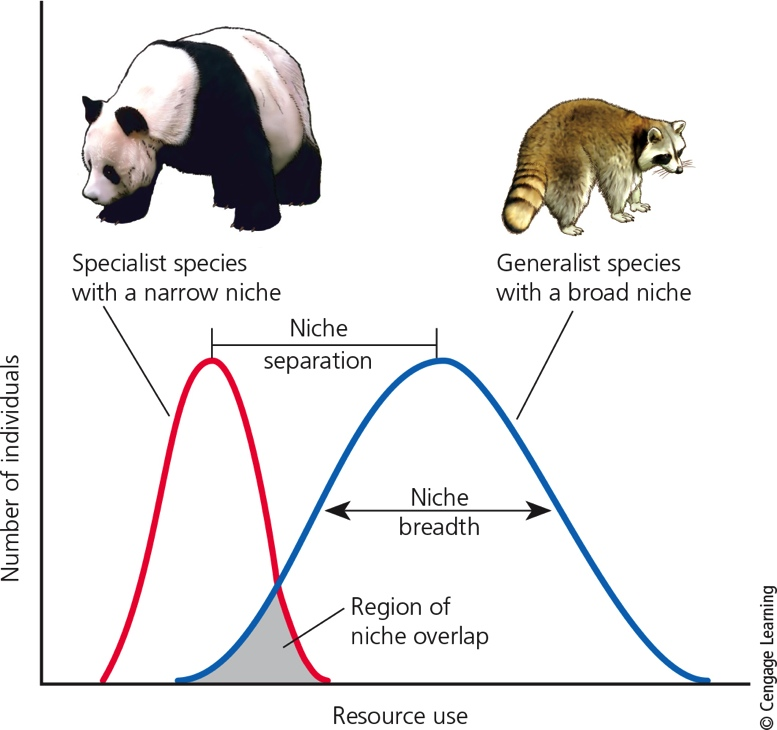 Specialist species
with a narrow niche
Generalist species
with a broad niche
Niche
separation
Niche
breadth
Region of
niche overlap
Number of individuals
Resource use
© Cengage Learning